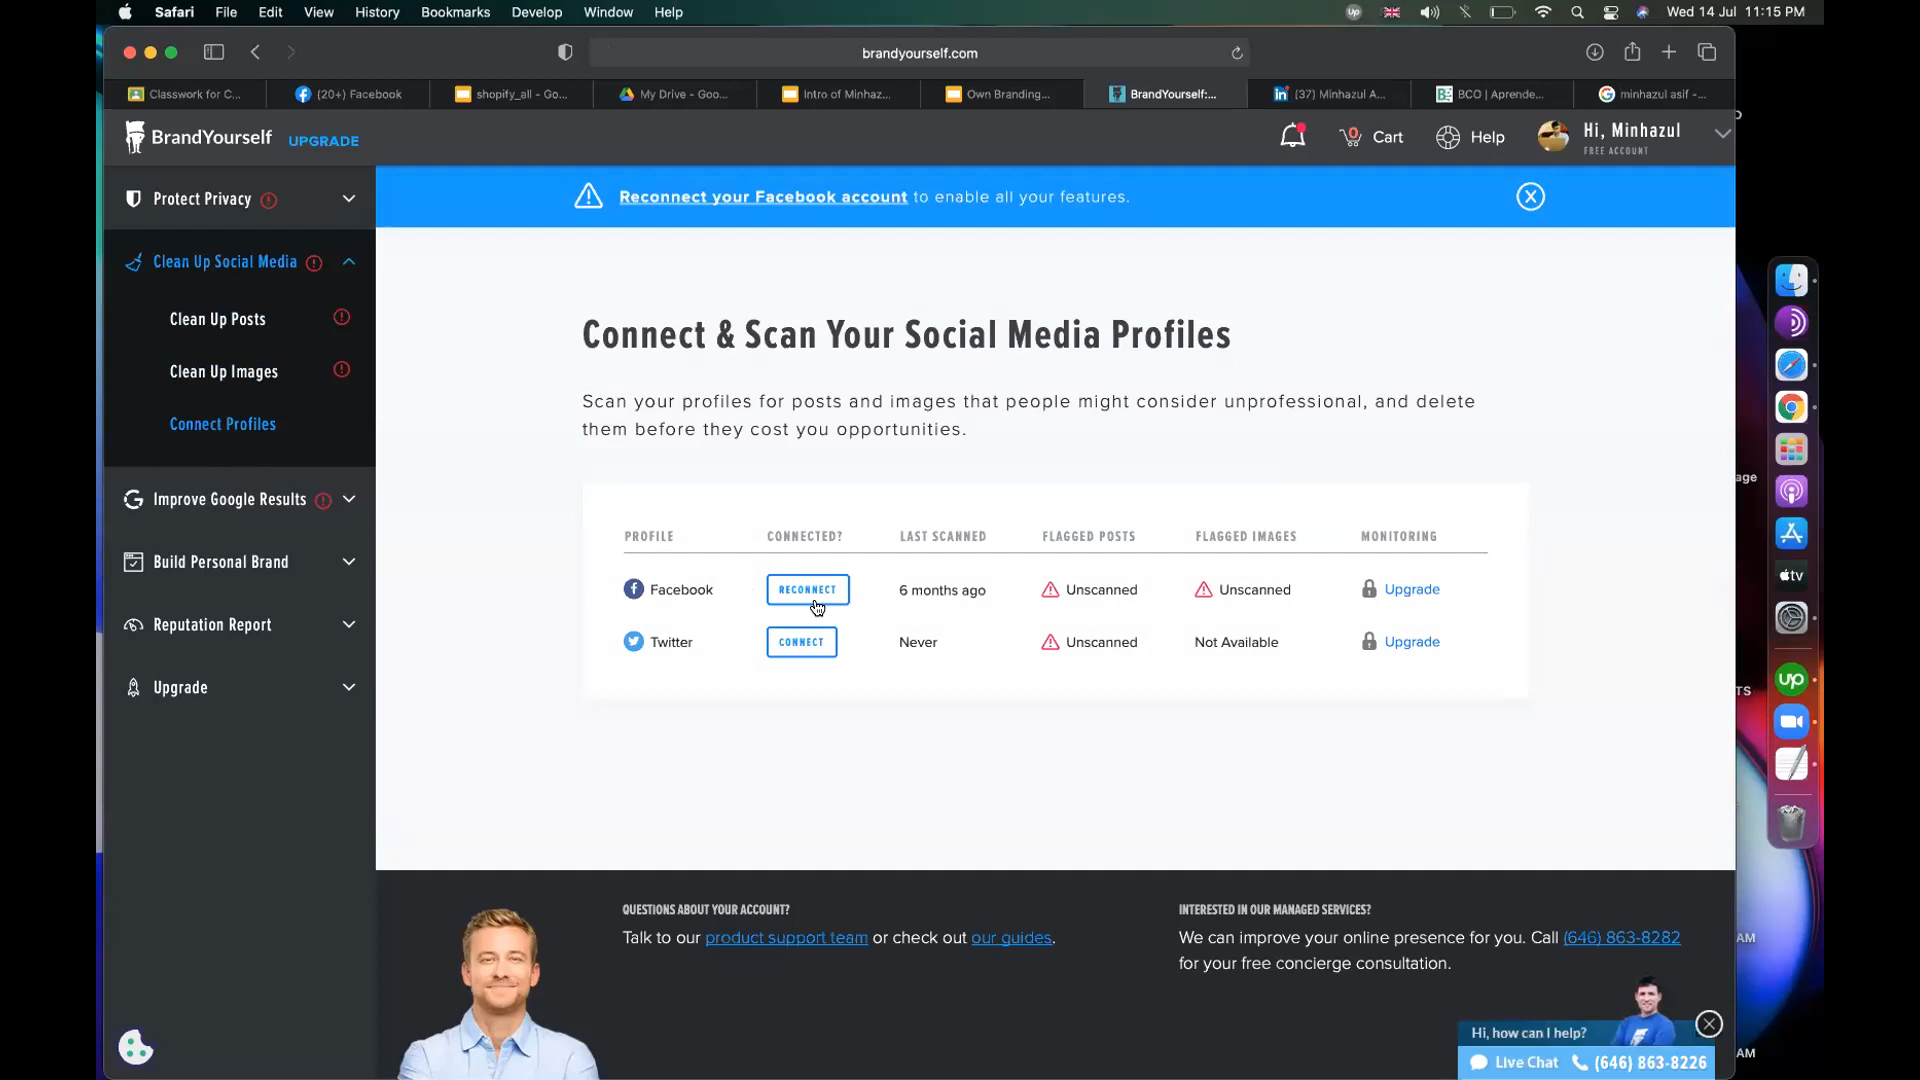 Safari File Edit View History Bookmarks Develop Window Help
up Wed 14 Jul 11:15 PM
brandyourself.com
Classwork for C...
(20+) Facebook
shopify_all - Go...
My Drive - Goo...
Intro of Minhaz...
Own Branding...
BrandYourself:...
(37) Minhazul A...
BCO | Aprende...
minhazul asif -...
BrandYourself UPGRADE
0 Cart
Help
Hi, Minhazul
FREE ACCOUNT
Protect Privacy
Clean Up Social Media
Clean Up Posts
Clean Up Images
Connect Profiles
Improve Google Results
Build Personal Brand
Reputation Report
Upgrade
Reconnect your Facebook account to enable all your features.
Connect & Scan Your Social Media Profiles
Scan your profiles for posts and images that people might consider unprofessional, and delete
them before they cost you opportunities.
PROFILE CONNECTED? LAST SCANNED FLAGGED POSTS FLAGGED IMAGES MONITORING
Facebook RECONNECT 6 months ago Unscanned Unscanned Upgrade
Twitter CONNECT Never Unscanned Not Available Upgrade
QUESTIONS ABOUT YOUR ACCOUNT?
Talk to our product support team or check out our guides.
INTERESTED IN OUR MANAGED SERVICES?
We can improve your online presence for you. Call (646) 863-8282
for your free concierge consultation.
Hi, how can I help?
Live Chat (646) 863-8226
age
tv
up
TS
AM
AM